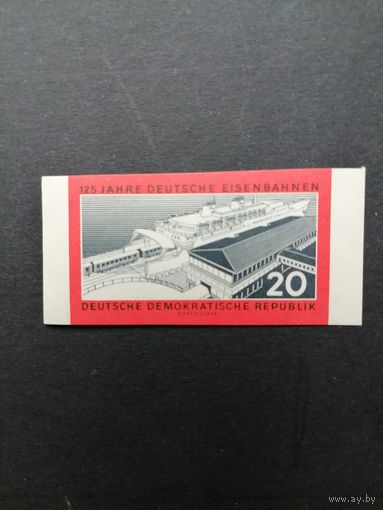 125 JAHRE DEUTSCHE EISENBAHNEN
20
DEUTSCHE DEMOKRATISCHE REPUBLIK
www.ay.by